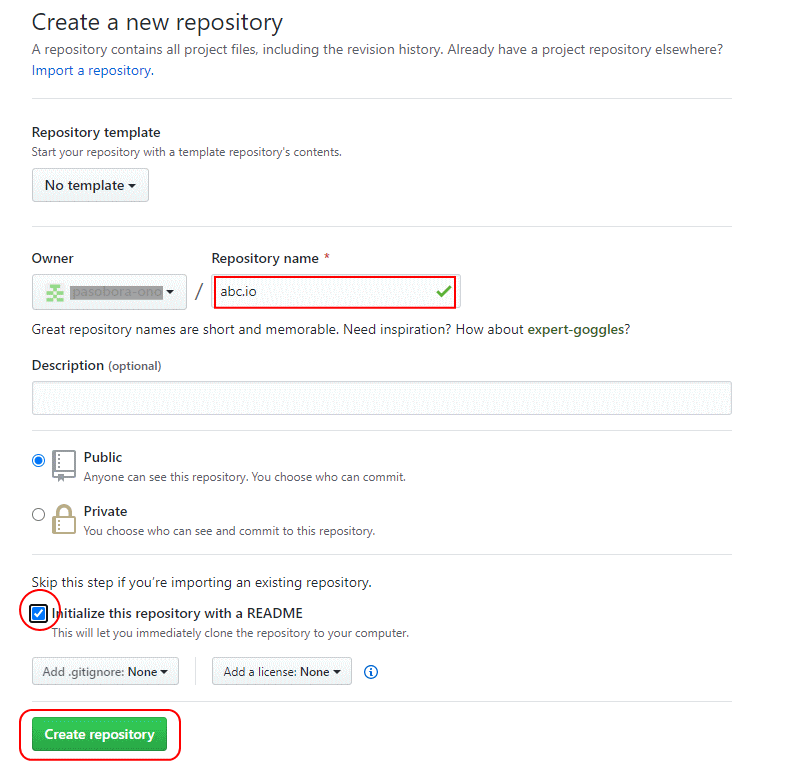 Create a new repository
A repository contains all project files, including the revision history. Already have a project repository elsewhere?
Import a repository.
Repository template
Start your repository with a template repository's contents.
No template
Owner
Repository name *
pasobora-ono / abc.io
Great repository names are short and memorable. Need inspiration? How about expert-goggles?
Description (optional)
Public
Anyone can see this repository. You choose who can commit.
Private
You choose who can see and commit to this repository.
Skip this step if you're importing an existing repository.
Initialize this repository with a README
This will let you immediately clone the repository to your computer.
Add .gitignore: None
Add a license: None
Create repository